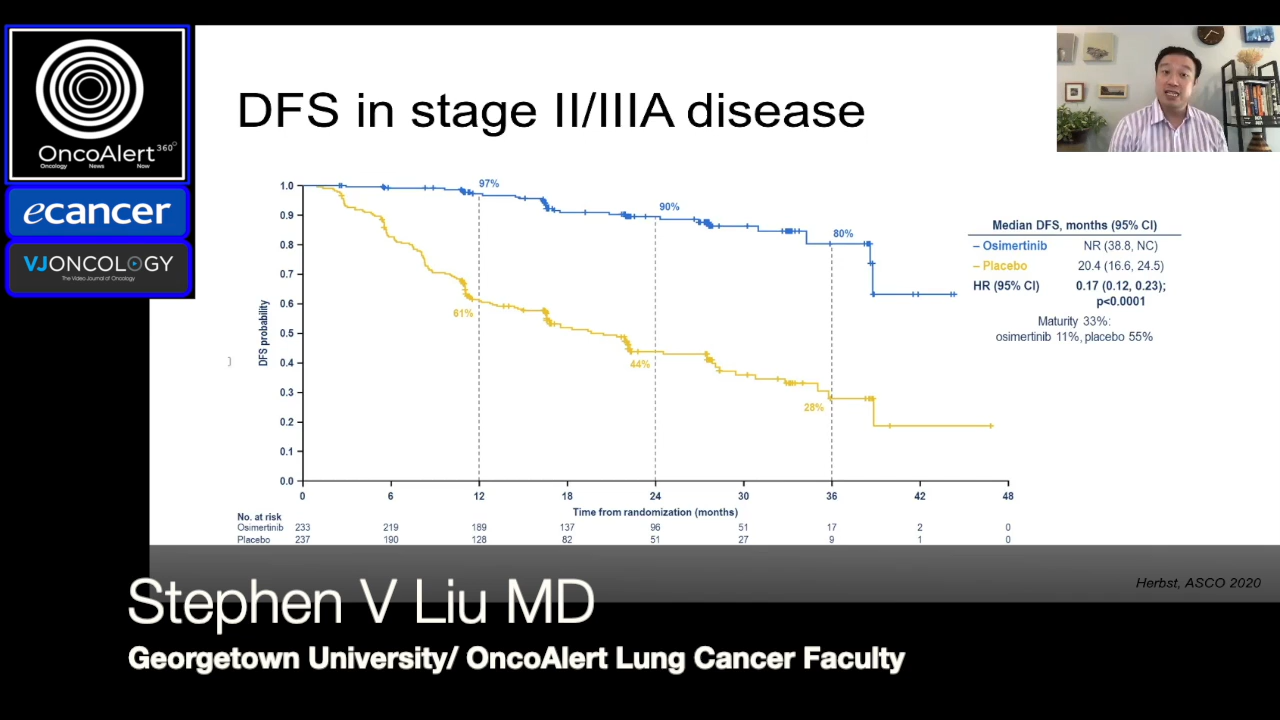 OncoAlert 360°
Oncology News Now
ecancer
VJONCOLOGY
The Video Journal of Oncology
DFS in stage II/IIIA disease
DFS probability
1.0
0.9
0.8
0.7
0.6
0.5
0.4
0.3
0.2
0.1
0.0
97%
90%
80%
61%
44%
28%
0 6 12 18 24 30 36 42 48
Time from randomization (months)
No. at risk
Osimertinib 233 219 189 137 96 51 17 2 0
Placebo 237 190 128 82 51 27 9 1 0
Median DFS, months (95% CI)
– Osimertinib NR (38.8, NC)
– Placebo 20.4 (16.6, 24.5)
HR (95% CI) 0.17 (0.12, 0.23);
p<0.0001
Maturity 33%:
osimertinib 11%, placebo 55%
Herbst, ASCO 2020
Stephen V Liu MD
Georgetown University/ OncoAlert Lung Cancer Faculty